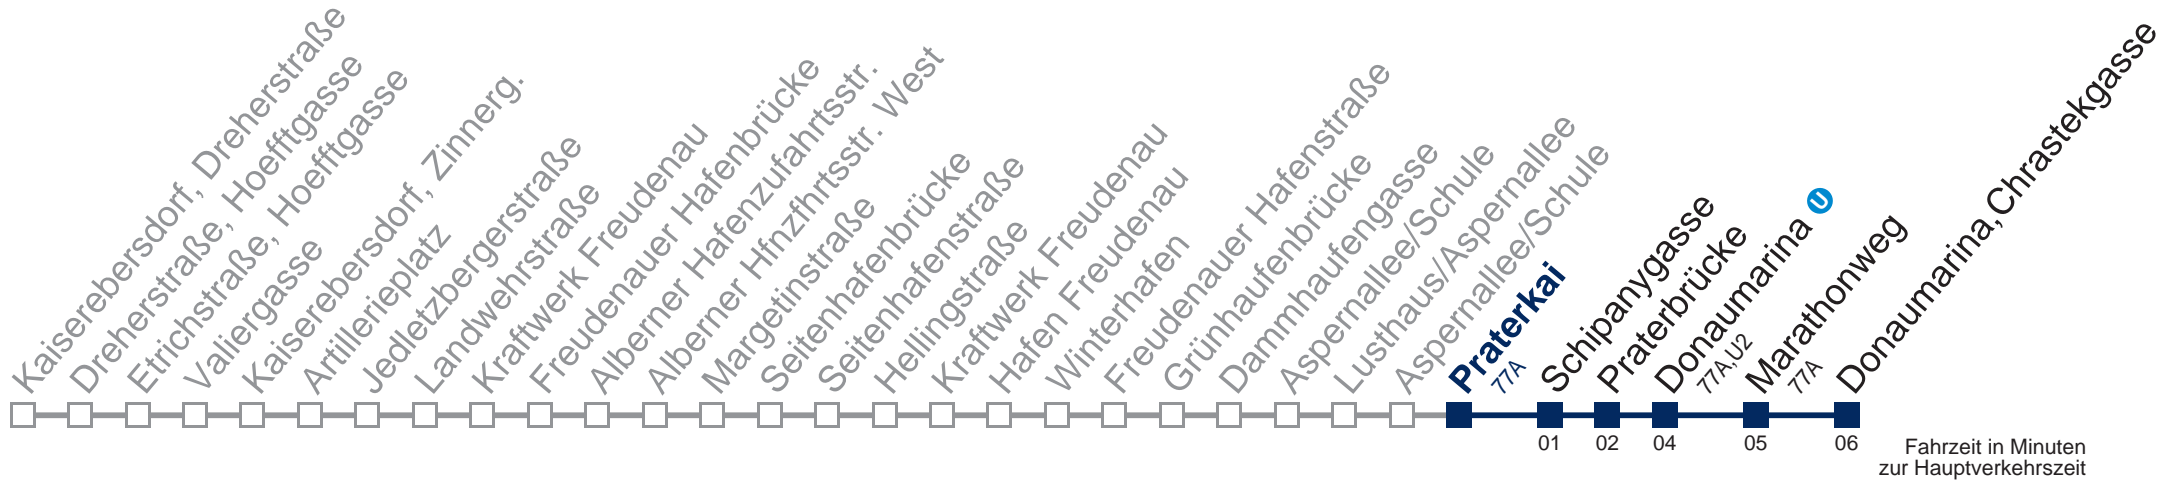 Kaiserebersdorf, Dreherstraße
Dreherstraße, Hoefftgasse
Etrichstraße, Hoefftgasse
Valiergasse
Kaiserebersdorf, Zinnerg.
Artillerieplatz
Jedletzbergerstraße
Landwehrstraße
Kraftwerk Freudenau
Freudenauer Hafenbrücke
Alberner Hafenzufahrtsstr.
Alberner Hfnzfhrtsstr. West
Margetinstraße
Seitenhafenbrücke
Seitenhafenstraße
Hellingstraße
Kraftwerk Freudenau
Hafen Freudenau
Winterhafen
Freudenauer Hafenstraße
Grünhaufenbrücke
Dammhaufengasse
Aspernallee/Schule
Lusthaus/Aspernallee
Aspernallee/Schule
Praterkai
77A
Schipanygasse
Praterbrücke
Donaumarina U
77A,U2
Marathonweg
77A
Donaumarina, Chrastekgasse
01 02 04 05 06
Fahrzeit in Minuten
zur Hauptverkehrszeit